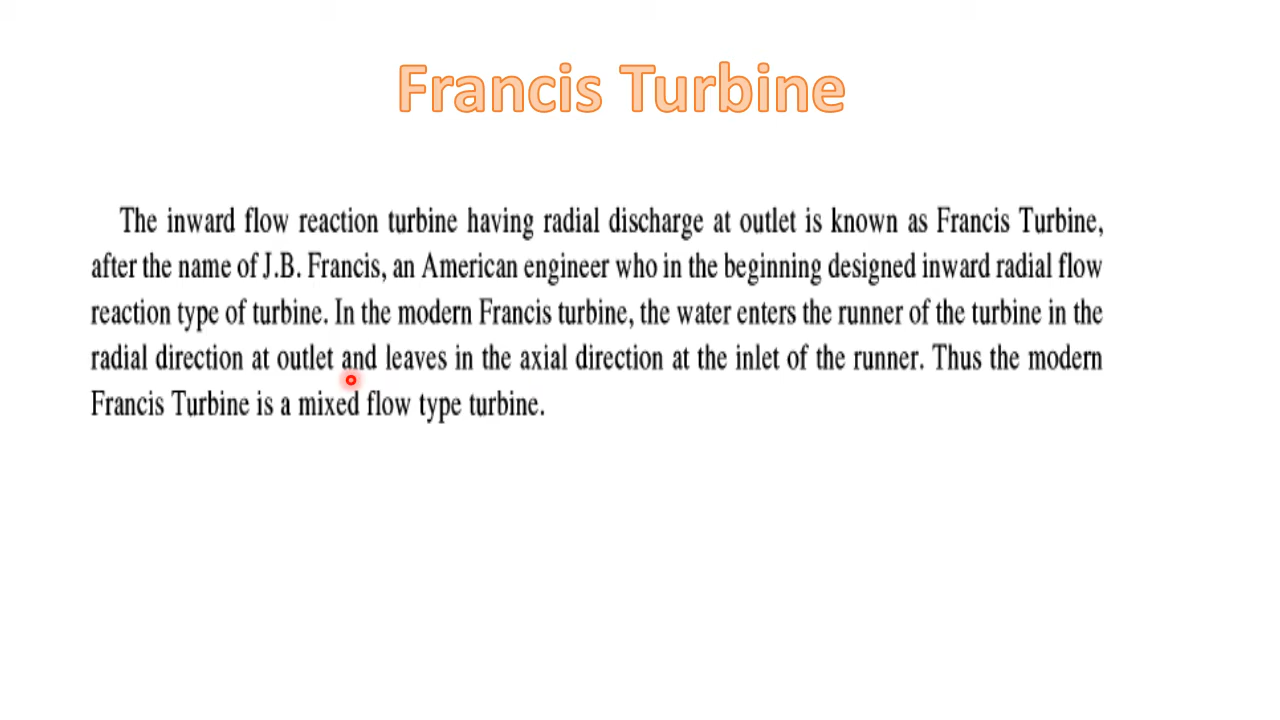 Francis Turbine
The inward flow reaction turbine having radial discharge at outlet is known as Francis Turbine,
after the name of J.B. Francis, an American engineer who in the beginning designed inward radial flow
reaction type of turbine. In the modern Francis turbine, the water enters the runner of the turbine in the
radial direction at outlet and leaves in the axial direction at the inlet of the runner. Thus the modern
Francis Turbine is a mixed flow type turbine.